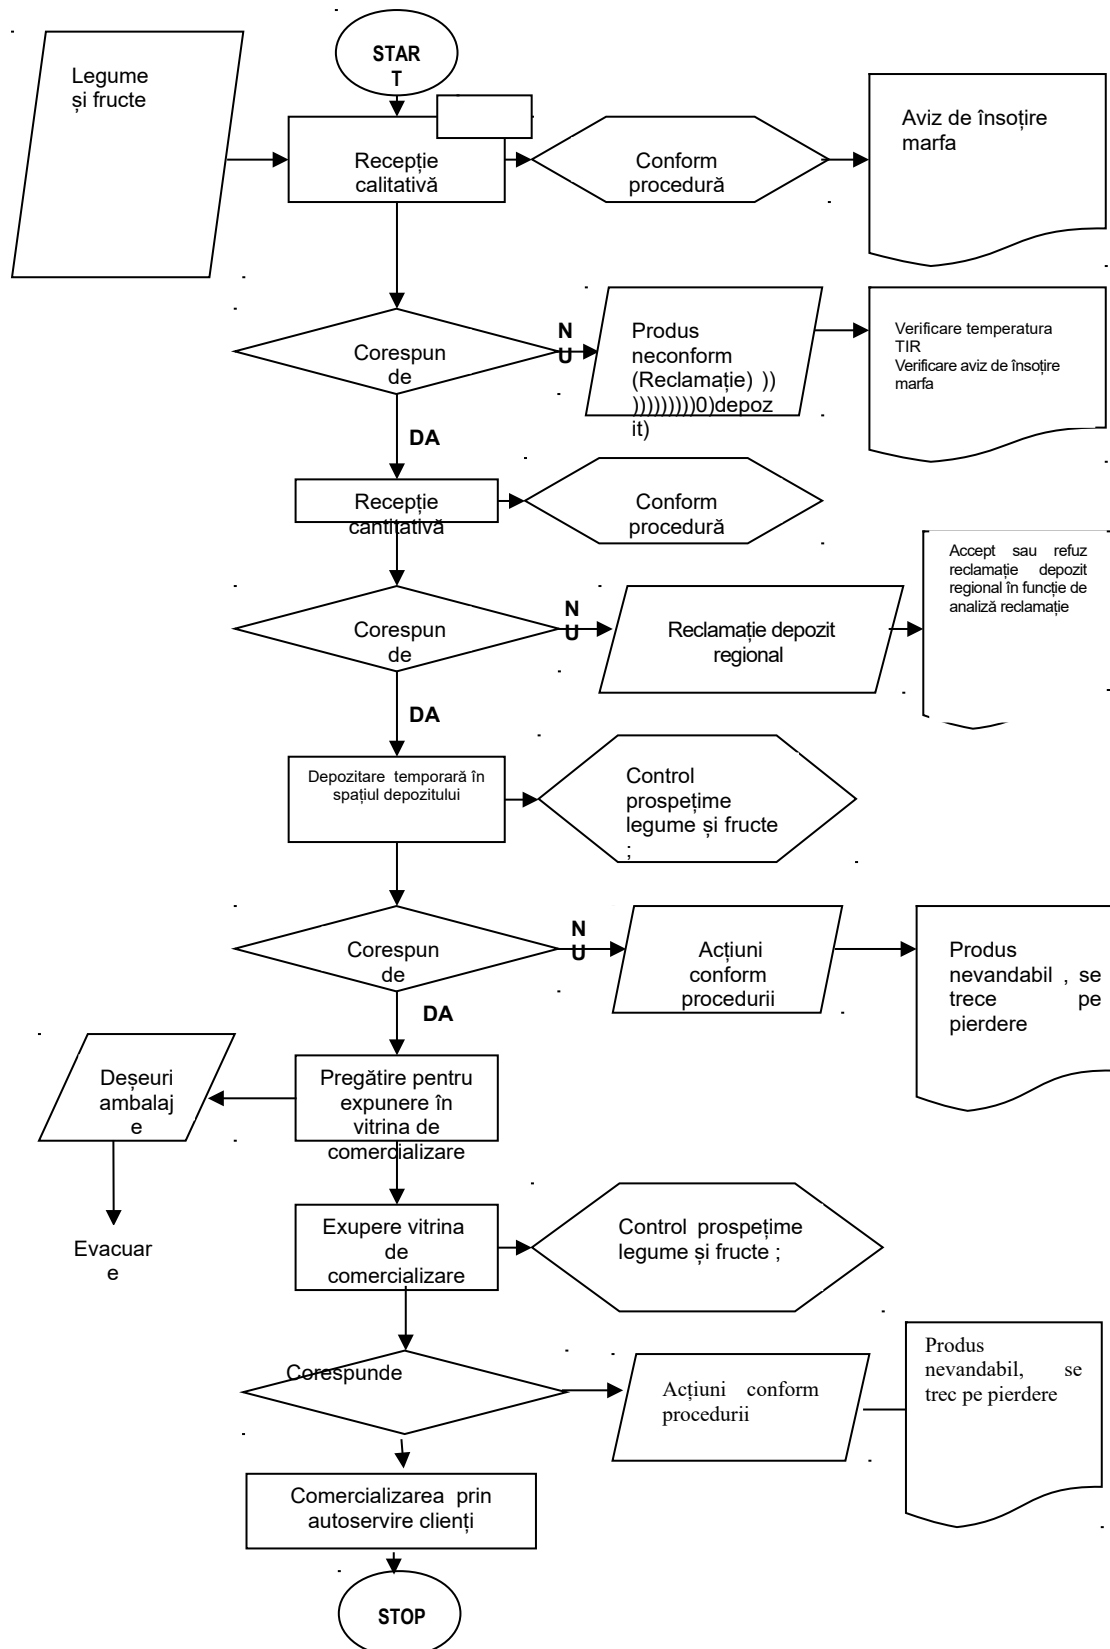 STAR
T
Legume
și fructe
Recepție
calitativă
Conform
procedură
Aviz de însoțire
marfa
Corespun
de
N
U
Produs
neconform
(Reclamație) ))
)))))))))0)depoz
it)
Verificare temperatura
TIR
Verificare aviz de însoțire
marfa
DA
Recepție
cantitativă
Conform
procedură
Corespun
de
N
U
Reclamație depozit
regional
Accept sau refuz
reclamație depozit
regional în funcție de
analiză reclamație
DA
Depozitare temporară în
spațiul depozitului
Control
prospețime
legume și fructe
;
Corespun
de
N
U
Acțiuni
conform
procedurii
Produs
nevandabil , se
trece pe
pierdere
DA
Deșeuri
ambalaj
e
Pregătire pentru
expunere în
vitrina de
comercializare
Evacuar
e
Exupere vitrina
de
comercializare
Control prospețime
legume și fructe ;
Corespunde
Acțiuni conform
procedurii
Produs
nevandabil, se
trec pe pierdere
Comercializarea prin
autoservire clienți
STOP